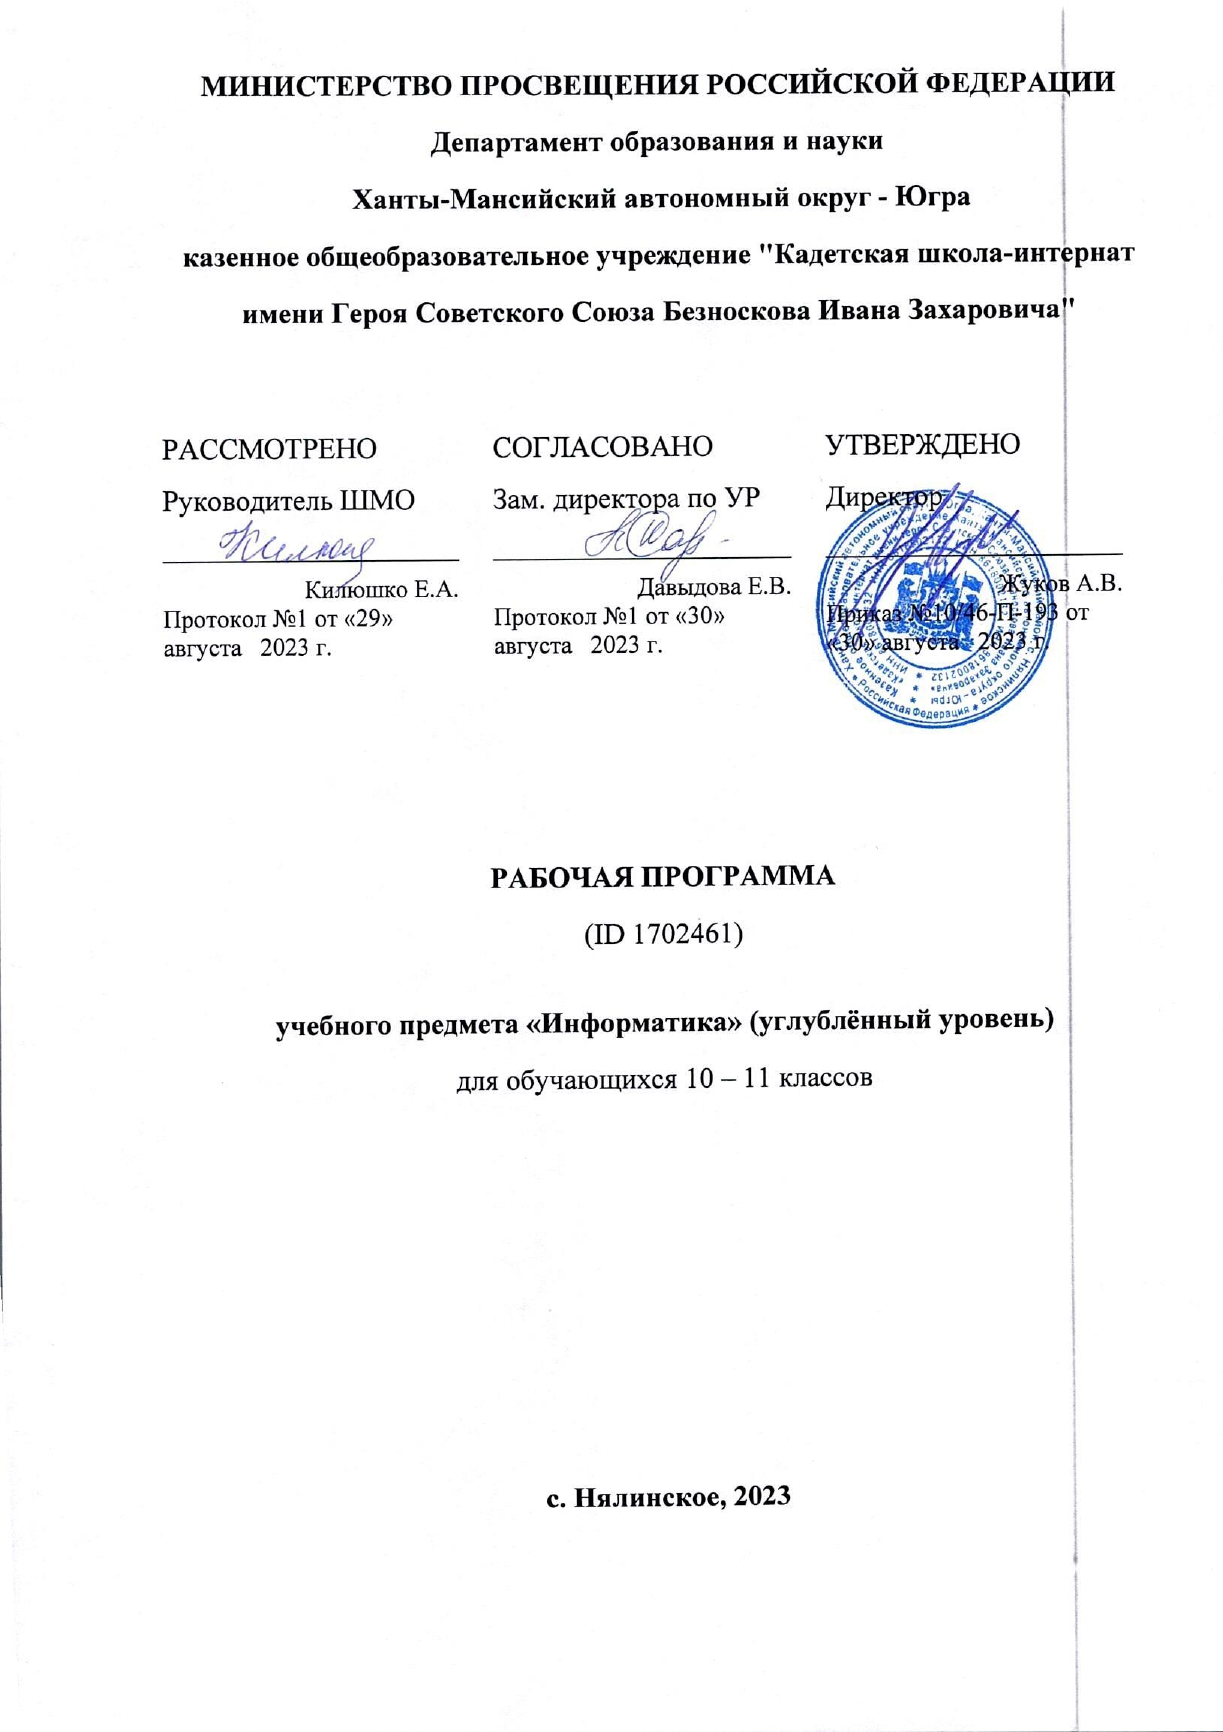 МИНИСТЕРСТВО ПРОСВЕЩЕНИЯ РОССИЙСКОЙ ФЕДЕРАЦИИ
Департамент образования и науки
Ханты-Мансийский автономный округ - Югра
казенное общеобразовательное учреждение "Кадетская школа-интернат
имени Героя Советского Союза Безноскова Ивана Захаровича"
РАССМОТРЕНО
Руководитель ШМО
Килюшко Е.А.
Протокол №1 от «29»
августа 2023 г.
СОГЛАСОВАНО
Зам. директора по УР
Давыдова Е.В.
Протокол №1 от «30»
августа 2023 г.
УТВЕРЖДЕНО
Директор
Жуков А.В.
Приказ №10/46-П-193 от
«30» августа 2023 г.
Российская Федерация
РАБОЧАЯ ПРОГРАММА
(ID 1702461)
учебного предмета «Информатика» (углублённый уровень)
для обучающихся 10 – 11 классов
с. Нялинское, 2023